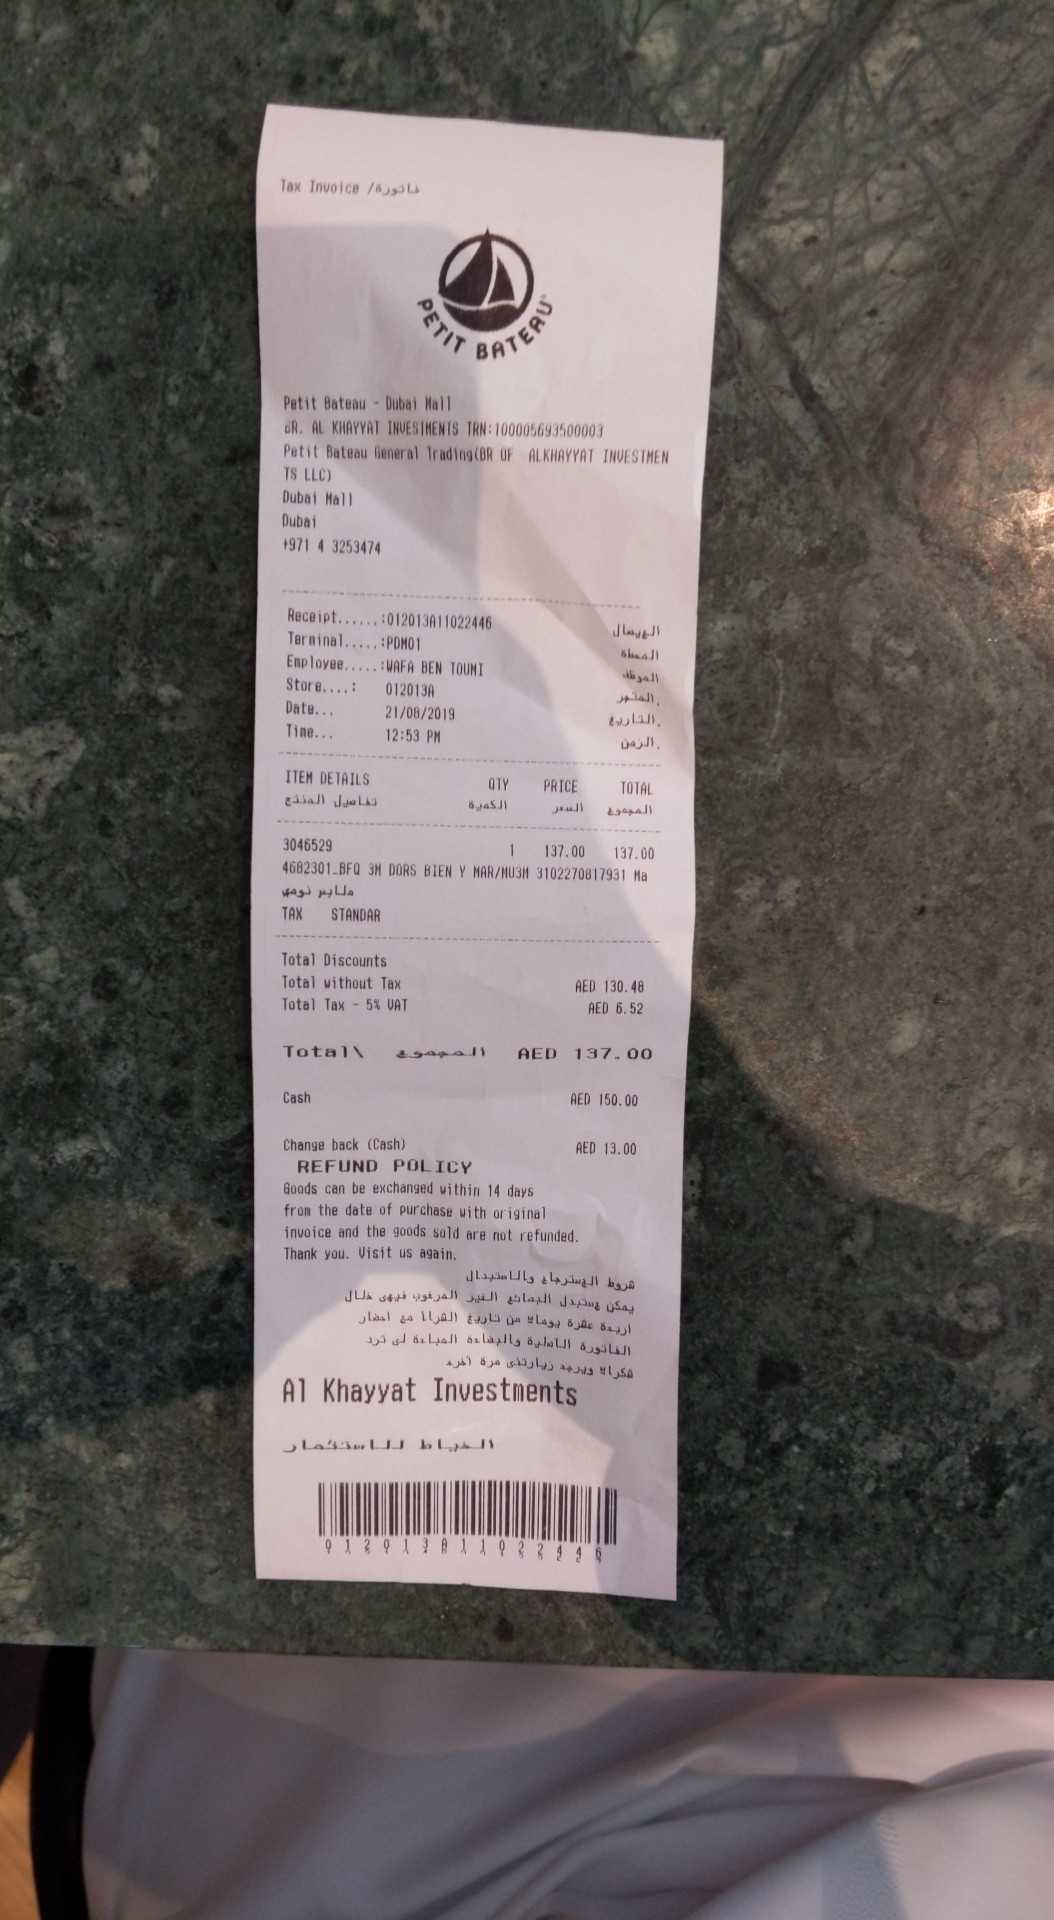 Tax Invoice /فاتورة
PETIT BATEAU
Petit Bateau - Dubai Mall
BR. AL KHAYYAT INVESTMENTS TRN:100005693500003
Petit Bateau General Trading(BR OF ALKHAYYAT INVESTMEN
TS LLC)
Dubai Mall
Dubai
+971 4 3253474
Receipt......:012013A11022446 الإيصال
Terminal.....:PDM01 المحطة
Employee.....:WAFA BEN TOUMI الموظف
Store....: 012013A المتجر.
Date... 21/08/2019 التاريخ.
Time... 12:53 PM الزمن.
ITEM DETAILS QTY PRICE TOTAL
تفاصيل المنتج الكمية السعر المجموع
3046529 1 137.00 137.00
4682301_BFQ 3M DORS BIEN Y MAR/MU3M 3102270817931 Ma
ملابس نومي
TAX STANDAR
Total Discounts
Total without Tax AED 130.48
Total Tax - 5% VAT AED 6.52
Total\ المجموع AED 137.00
Cash AED 150.00
Change back (Cash) AED 13.00
REFUND POLICY
Goods can be exchanged within 14 days
from the date of purchase with original
invoice and the goods sold are not refunded.
Thank you. Visit us again.
شروط الإسترجاع والاستبدال
يمكن إستبدل البضائع الغير المرغوب فيهى خلال
اربعة عشرة يوماً من تاريخ الشراأ مع احضار
الفاتورة الاصلية والبضاعة المباعة لى ترد
شكراً ويرجى زيارتنى مرة أخرى
Al Khayyat Investments
الخياط للاستثمار
012013A11022446